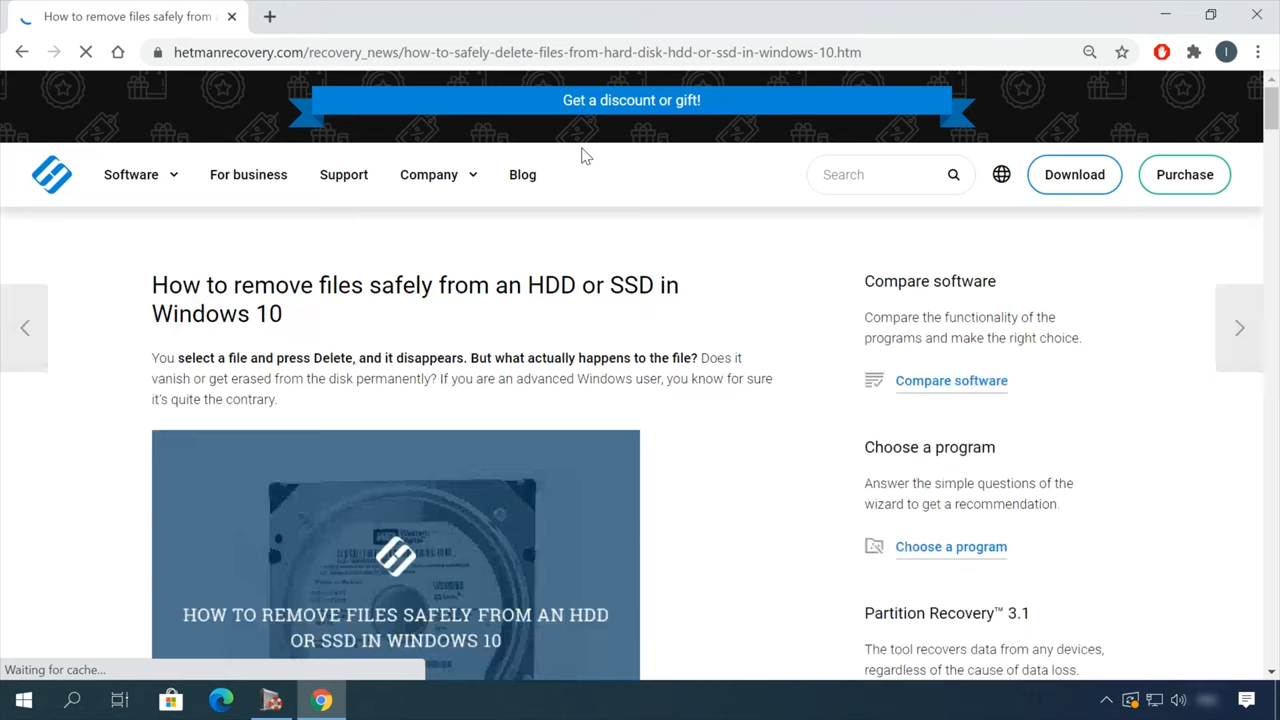 How to remove files safely from
hetmanrecovery.com/recovery_news/how-to-safely-delete-files-from-hard-disk-hdd-or-ssd-in-windows-10.htm
I
Get a discount or gift!
Software
For business
Support
Company
Blog
Search
Download
Purchase
How to remove files safely from an HDD or SSD in
Windows 10
You select a file and press Delete, and it disappears. But what actually happens to the file? Does it
vanish or get erased from the disk permanently? If you are an advanced Windows user, you know for sure
it's quite the contrary.
HOW TO REMOVE FILES SAFELY FROM AN HDD
OR SSD IN WINDOWS 10
Compare software
Compare the functionality of the
programs and make the right choice.
Compare software
Choose a program
Answer the simple questions of the
wizard to get a recommendation.
Choose a program
Partition Recovery™ 3.1
The tool recovers data from any devices,
regardless of the cause of data loss.
Waiting for cache...